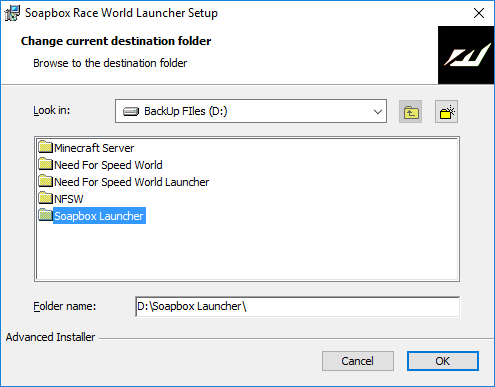 Soapbox Race World Launcher Setup
Change current destination folder
Browse to the destination folder
Look in:
BackUp FIles (D:)
Minecraft Server
Need For Speed World
Need For Speed World Launcher
NFSW
Soapbox Launcher
Folder name:
D:\Soapbox Launcher\
Advanced Installer
Cancel
OK